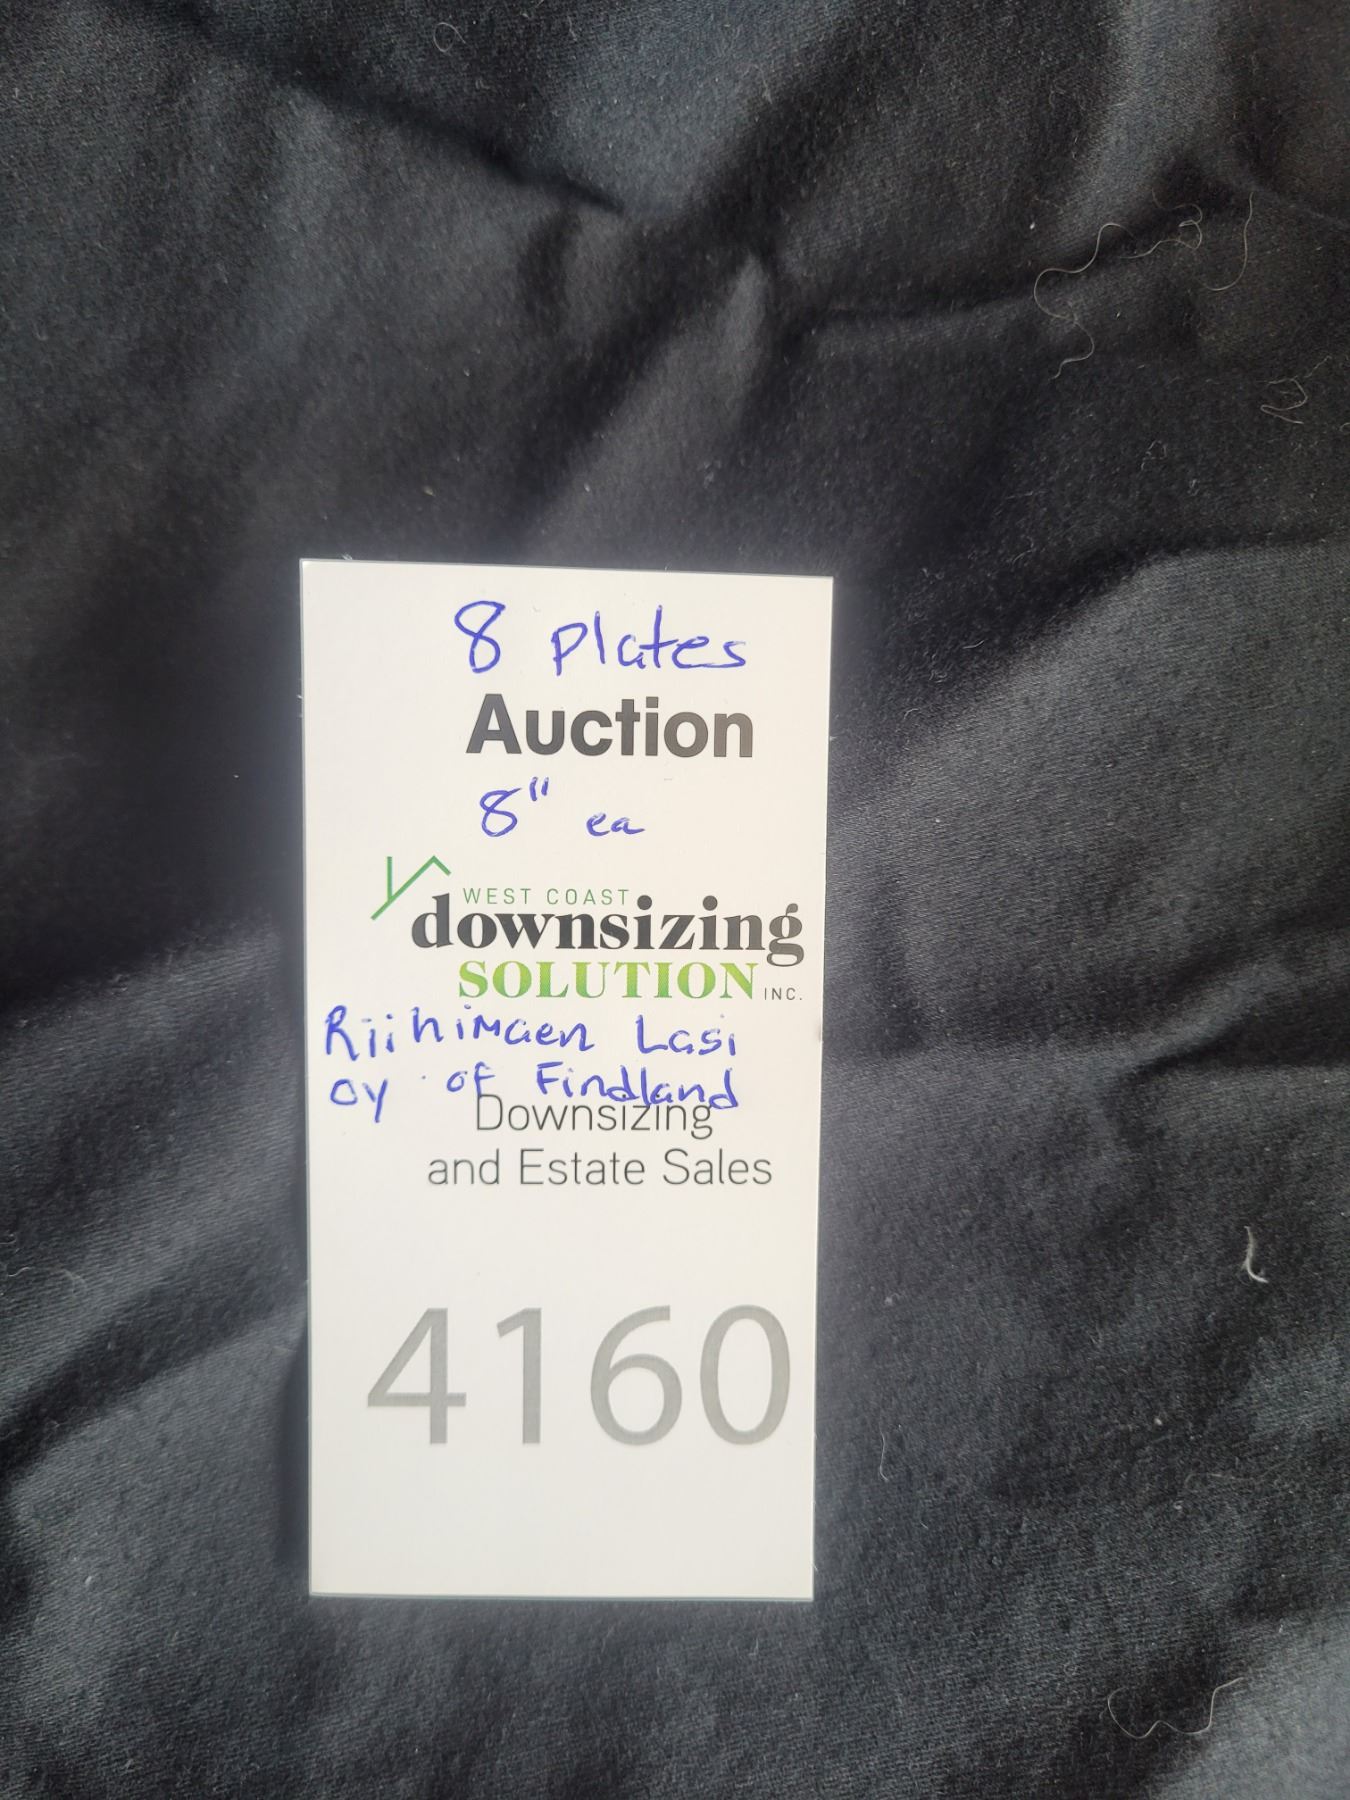 8 plates
Auction
8" ea
WEST COAST
downsizing
SOLUTION INC.
Riihimaen Lasi
oy of Findland
Downsizing
and Estate Sales
4160